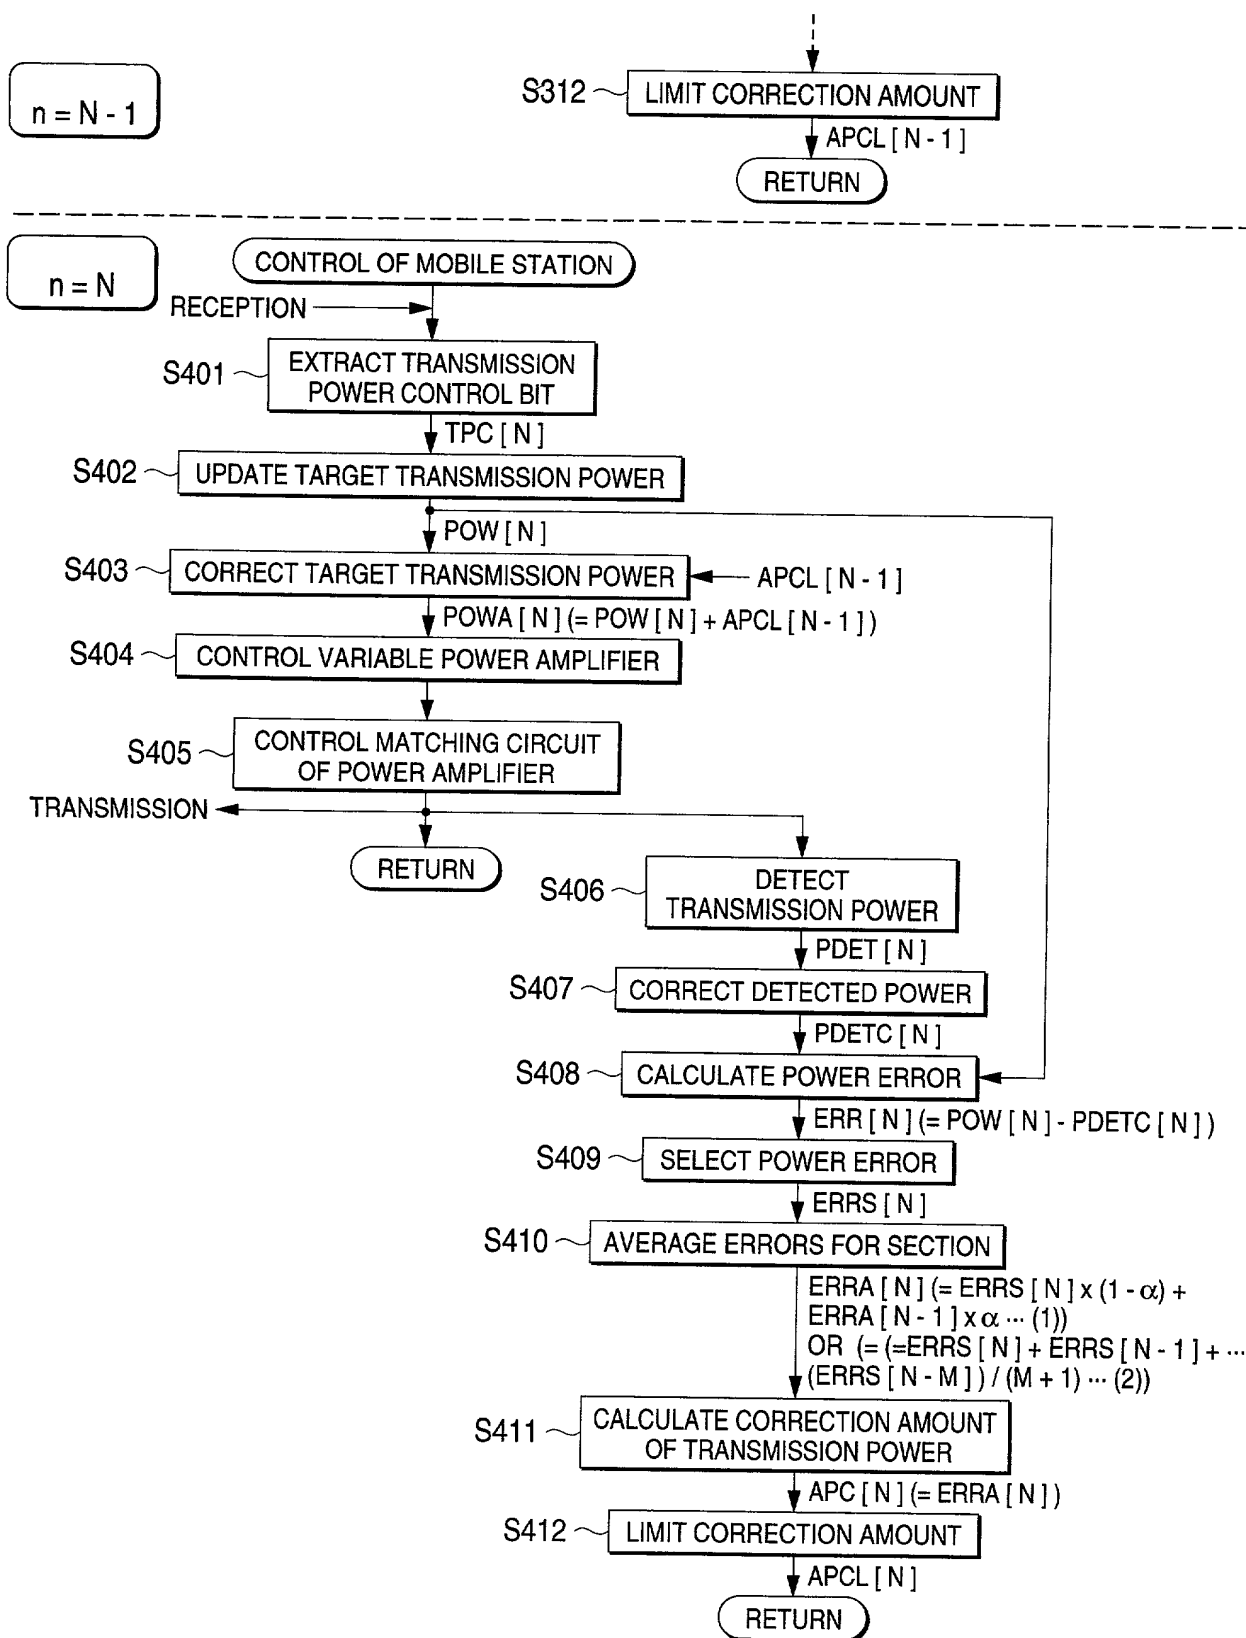 n = N - 1
S312
LIMIT CORRECTION AMOUNT
APCL [ N - 1 ]
RETURN
n = N
CONTROL OF MOBILE STATION
RECEPTION
S401
EXTRACT TRANSMISSION
POWER CONTROL BIT
TPC [ N ]
S402
UPDATE TARGET TRANSMISSION POWER
POW [ N ]
S403
CORRECT TARGET TRANSMISSION POWER
APCL [ N - 1 ]
POWA [ N ] (= POW [ N ] + APCL [ N - 1 ] )
S404
CONTROL VARIABLE POWER AMPLIFIER
S405
CONTROL MATCHING CIRCUIT
OF POWER AMPLIFIER
TRANSMISSION
RETURN
S406
DETECT
TRANSMISSION POWER
PDET [ N ]
S407
CORRECT DETECTED POWER
PDETC [ N ]
S408
CALCULATE POWER ERROR
ERR [ N ] (= POW [ N ] - PDETC [ N ] )
S409
SELECT POWER ERROR
ERRS [ N ]
S410
AVERAGE ERRORS FOR SECTION
ERRA [ N ] (= ERRS [ N ] x (1 - α) +
ERRA [ N - 1 ] x α ··· (1))
OR (= (=ERRS [ N ] + ERRS [ N - 1 ] + ···
(ERRS [ N - M ] ) / (M + 1) ··· (2))
S411
CALCULATE CORRECTION AMOUNT
OF TRANSMISSION POWER
APC [ N ] (= ERRA [ N ] )
S412
LIMIT CORRECTION AMOUNT
APCL [ N ]
RETURN